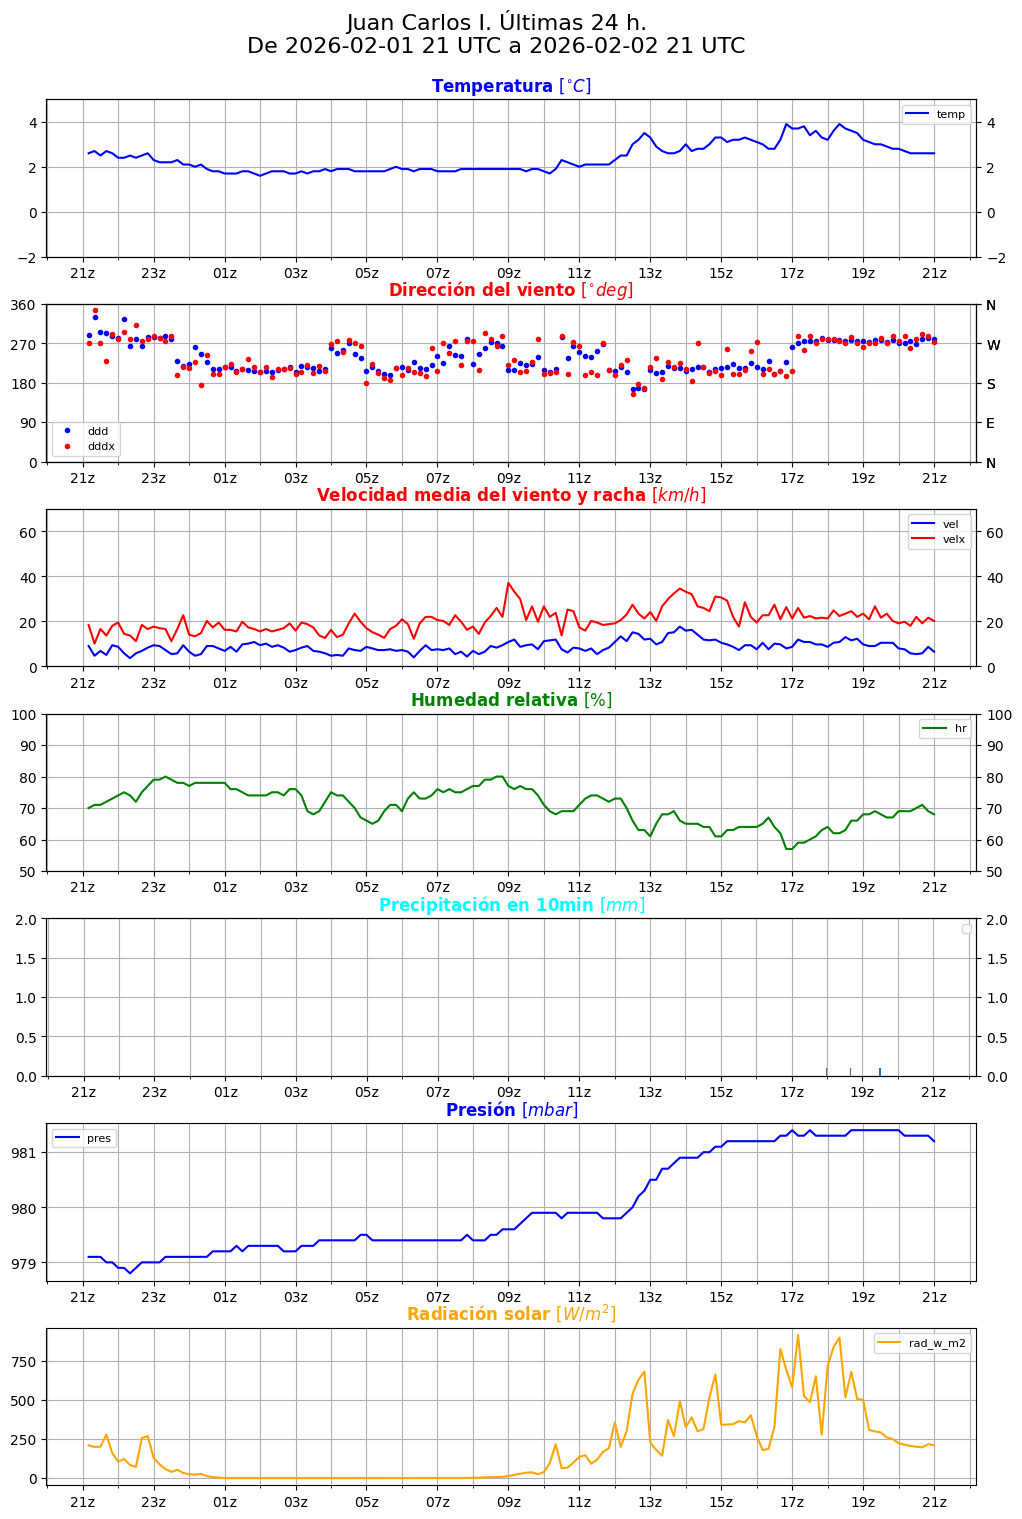 Juan Carlos I. Últimas 24 h.
De 2026-02-01 21 UTC a 2026-02-02 21 UTC
Temperatura [°C]
4 temp 4
2 2
0 0
−2 −2
21z 23z 01z 03z 05z 07z 09z 11z 13z 15z 17z 19z 21z
Dirección del viento [°deg]
360 N
270 W
180 S
90 ddd E
dddx
0 N
21z 23z 01z 03z 05z 07z 09z 11z 13z 15z 17z 19z 21z
Velocidad media del viento y racha [km/h]
vel
60 velx 60
40 40
20 20
0 0
21z 23z 01z 03z 05z 07z 09z 11z 13z 15z 17z 19z 21z
Humedad relativa [%]
100 100
hr
90 90
80 80
70 70
60 60
50 50
21z 23z 01z 03z 05z 07z 09z 11z 13z 15z 17z 19z 21z
Precipitación en 10min [mm]
2.0 2.0
1.5 1.5
1.0 1.0
0.5 0.5
0.0 0.0
21z 23z 01z 03z 05z 07z 09z 11z 13z 15z 17z 19z 21z
Presión [mbar]
pres
981
980
979
21z 23z 01z 03z 05z 07z 09z 11z 13z 15z 17z 19z 21z
Radiación solar [W/m²]
rad_w_m2
750
500
250
0
21z 23z 01z 03z 05z 07z 09z 11z 13z 15z 17z 19z 21z